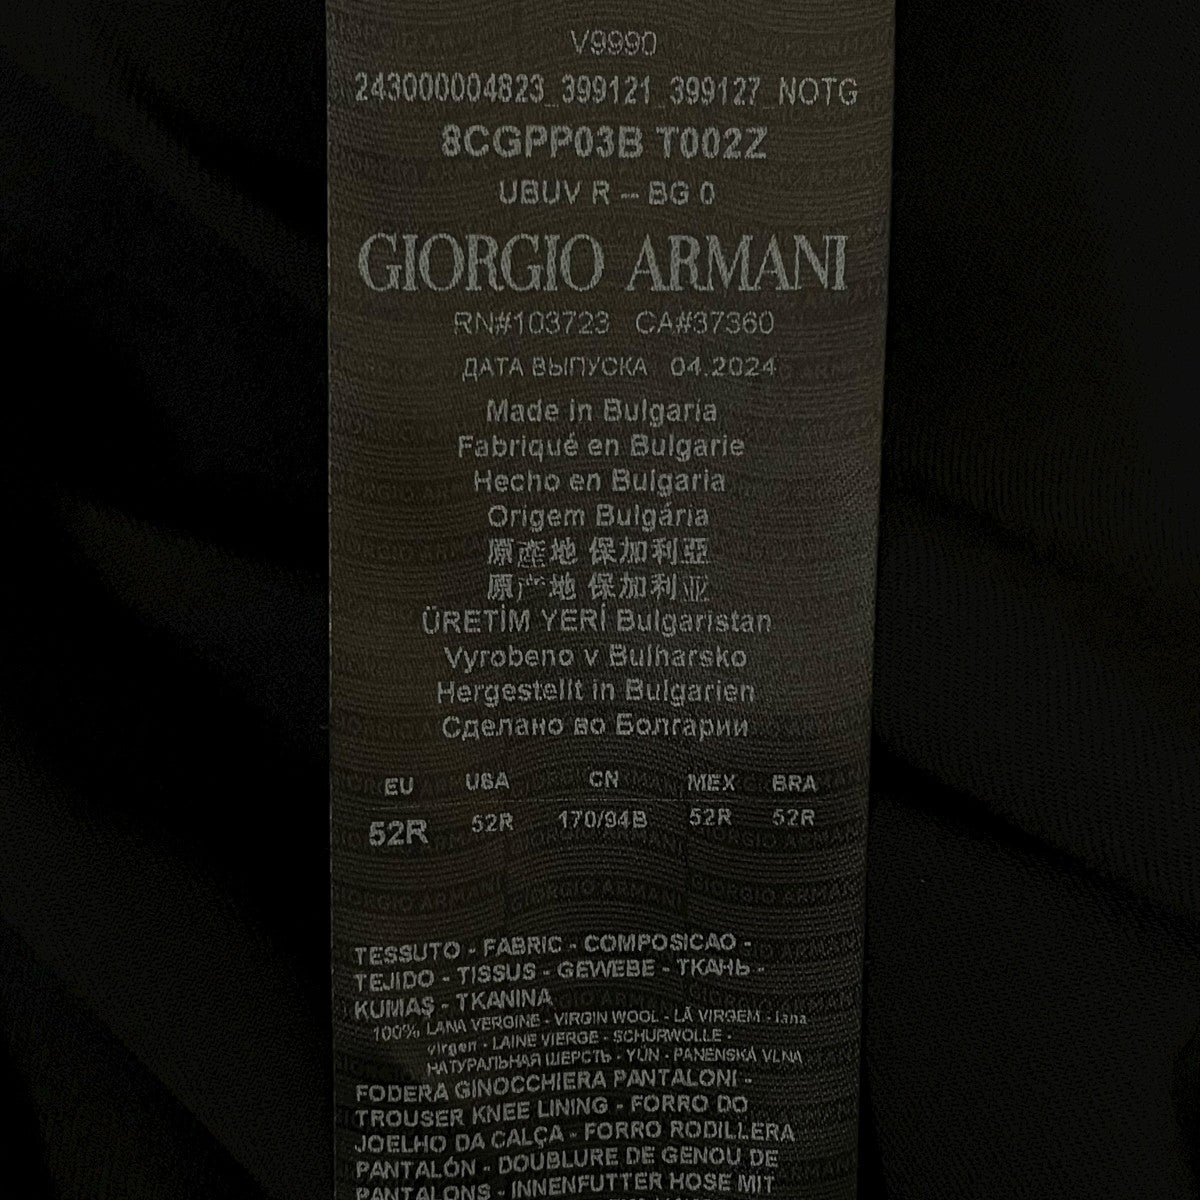 V9990
243000004823_399121_399127_NOTG
8CGPP03B T002Z
UBUV R -- BG 0
GIORGIO ARMANI
RN#103723 CA#37360
ДАТА ВЫПУСКА 04.2024
Made in Bulgaria
Fabriqué en Bulgarie
Hecho en Bulgaria
Origem Bulgária
原產地 保加利亞
原产地 保加利亚
ÜRETİM YERİ Bulgaristan
Vyrobeno v Bulharsko
Hergestellt in Bulgarien
Сделано во Болгарии
EU USA CN MEX BRA
52R 52R 170/94B 52R 52R
TESSUTO - FABRIC - COMPOSICAO -
TEJIDO - TISSUS - GEWEBE - ТКАНЬ -
KUMAŞ - TKANINA
100% LANA VERGINE - VIRGIN WOOL - LÃ VIRGEM - lana
virgen - LAINE VIERGE - SCHURWOLLE -
НАТУРАЛЬНАЯ ШЕРСТЬ - YÜN - PANENSKÁ VLNA
FODERA GINOCCHIERA PANTALONI -
TROUSER KNEE LINING - FORRO DO
JOELHO DA CALÇA - FORRO RODILLERA
PANTALÓN - DOUBLURE DE GENOU DE
PANTALONS - INNENFUTTER HOSE MIT